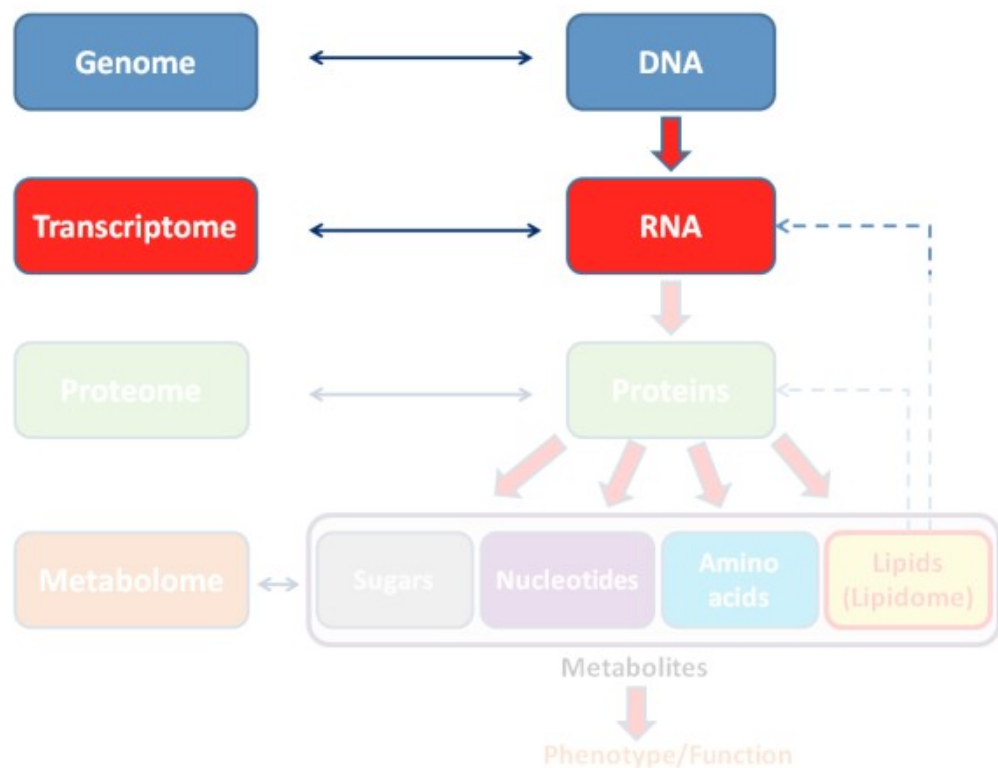 Genome
DNA
Transcriptome
RNA
Proteome
Proteins
Metabolome
Sugars
Nucleotides
Amino
acids
Lipids
(Lipidome)
Metabolites
Phenotype/Function